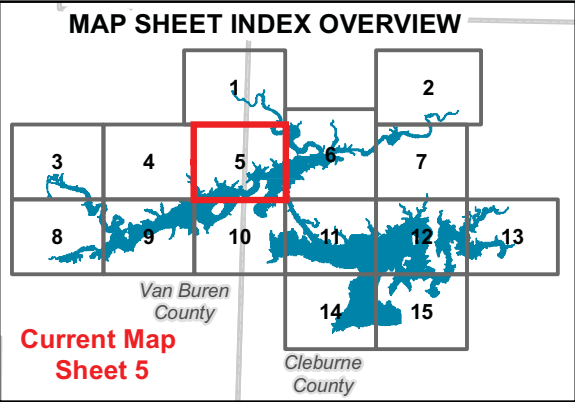 MAP SHEET INDEX OVERVIEW
1
2
3
4
5
6
7
8
9
10
11
12
13
Van Buren
County
14
15
Current Map
Sheet 5
Cleburne
County